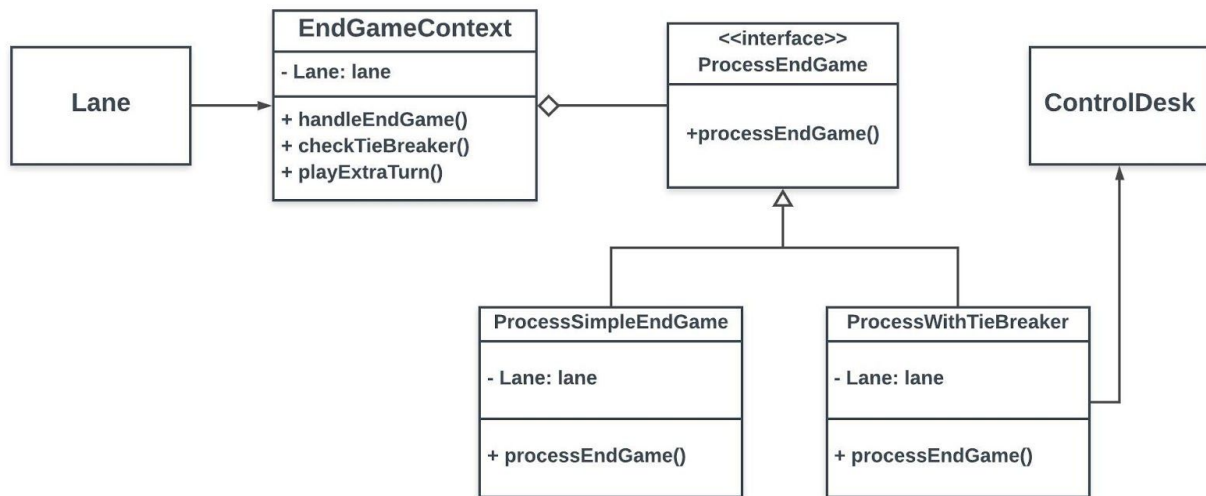 Lane
EndGameContext
- Lane: lane
+ handleEndGame()
+ checkTieBreaker()
+ playExtraTurn()
<<interface>>
ProcessEndGame
+processEndGame()
ControlDesk
ProcessSimpleEndGame
- Lane: lane
+ processEndGame()
ProcessWithTieBreaker
- Lane: lane
+ processEndGame()